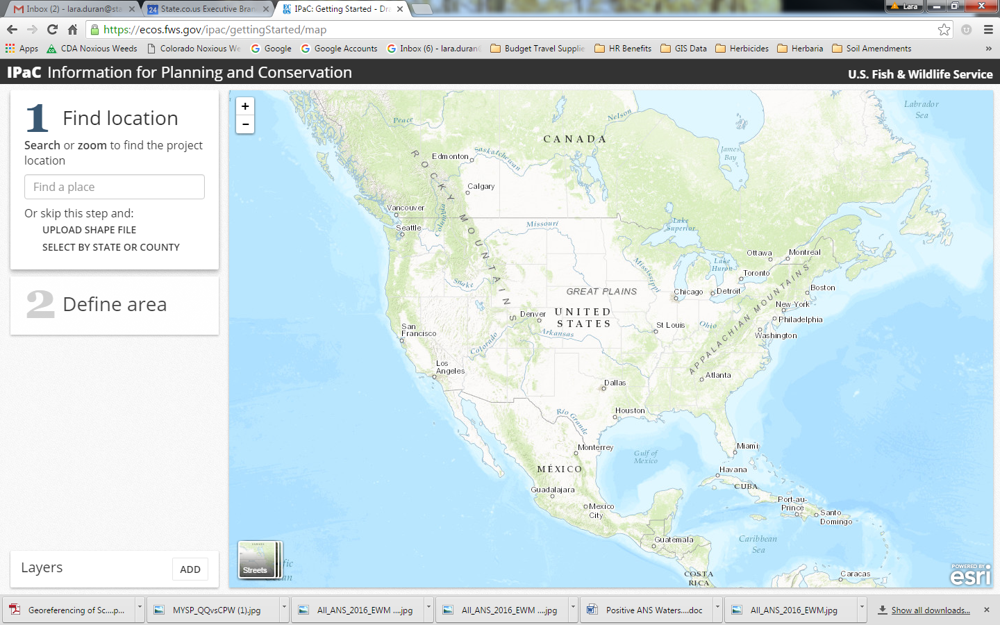 Inbox (2) - lara.duran@sta
24 State.co.us Executive Bran
IPaC: Getting Started - Dra
Lara
https://ecos.fws.gov/ipac/gettingStarted/map
Apps
CDA Noxious Weeds
Colorado Noxious We
Google
Google Accounts
Inbox (6) - lara.duran
Budget Travel Supplie
HR Benefits
GIS Data
Herbicides
Herbaria
Soil Amendments
»
IPaC Information for Planning and Conservation
U.S. Fish & Wildlife Service
1 Find location
Search or zoom to find the project
location
Find a place
Or skip this step and:
UPLOAD SHAPE FILE
SELECT BY STATE OR COUNTY
2 Define area
Layers
ADD
+
−
Labrador
Sea
Peace
Nelson
CANADA
James
Bay
Edmonton
Saskatchewan
Calgary
ROCKY MOUNTAINS
Vancouver
Columbia
Seattle
Missouri
Lake
Superior
Ottawa
Montreal
Lake
Huron
Toronto
Mississippi
Snake
GREAT PLAINS
Chicago
Detroit
Boston
APPALACHIAN MOUNTAINS
New York
Denver
UNITED
STATES
Philadelphia
St Louis
Ohio
San
Francisco
Colorado
Arkansas
Washington
Los
Angeles
Atlanta
Dallas
Houston
Rio Grande
Monterrey
Gulf of
Mexico
Miami
MÉXICO
Havana
CUBA
Guadalajara
Mexico
City
Port-au-
Prince
Santo
Domingo
Guatemala
Caribbean
Sea
COSTA
RICA
Caracas
Streets
fic
ean
POWERED BY
esri
Georeferencing of Sc....p...
MYSP_QQvsCPW (1).jpg
All_ANS_2016_EWM ....jpg
All_ANS_2016_EWM ....jpg
Positive ANS Waters....doc
All_ANS_2016_EWM.jpg
Show all downloads...